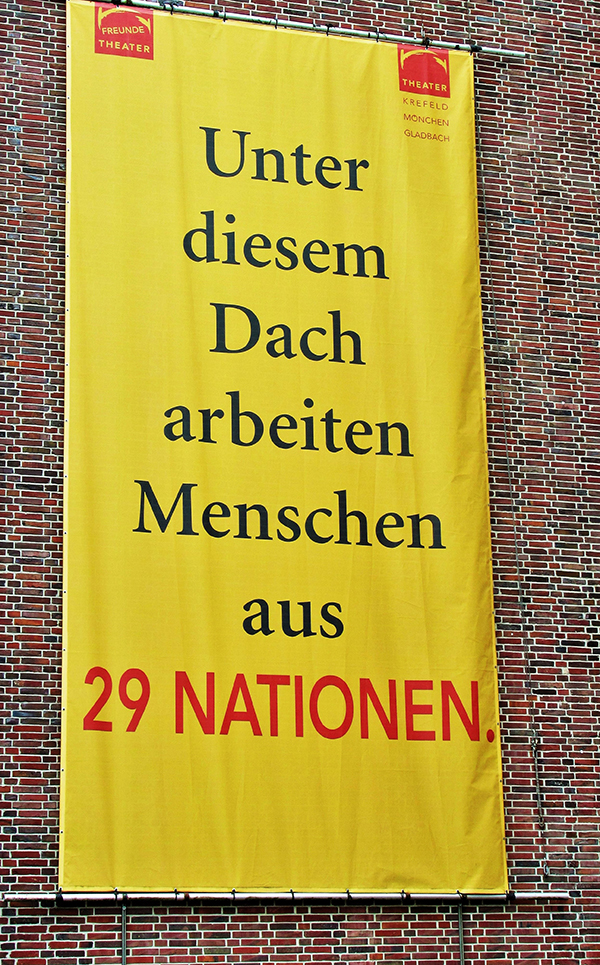 FREUNDE
THEATER
THEATER
KREFELD
MÖNCHEN
GLADBACH
Unter
diesem
Dach
arbeiten
Menschen
aus
29 NATIONEN.